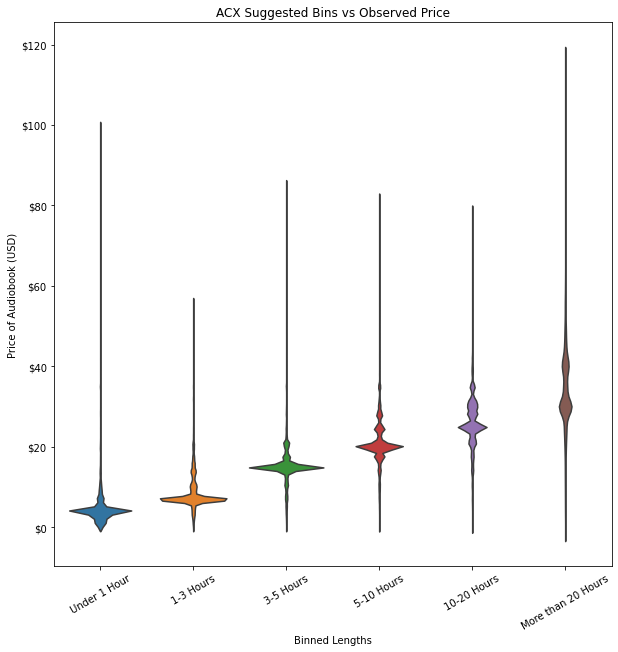 ACX Suggested Bins vs Observed Price
$120
$100
$80
$60
$40
$20
$0
Price of Audiobook (USD)
Under 1 Hour
1-3 Hours
3-5 Hours
5-10 Hours
10-20 Hours
More than 20 Hours
Binned Lengths